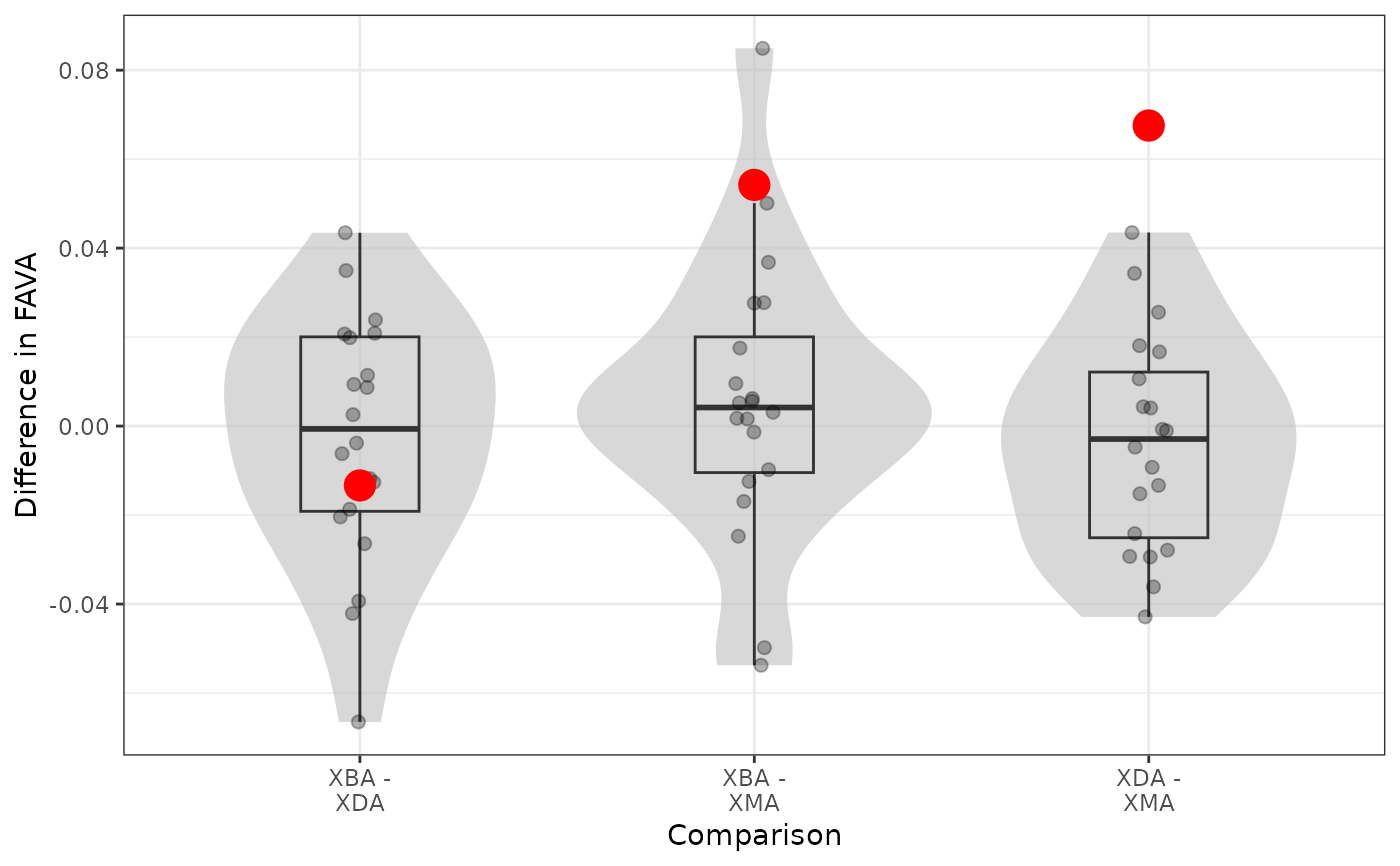 Difference in FAVA
0.08
0.04
0.00
-0.04
XBA -
XDA
XBA -
XMA
XDA -
XMA
Comparison